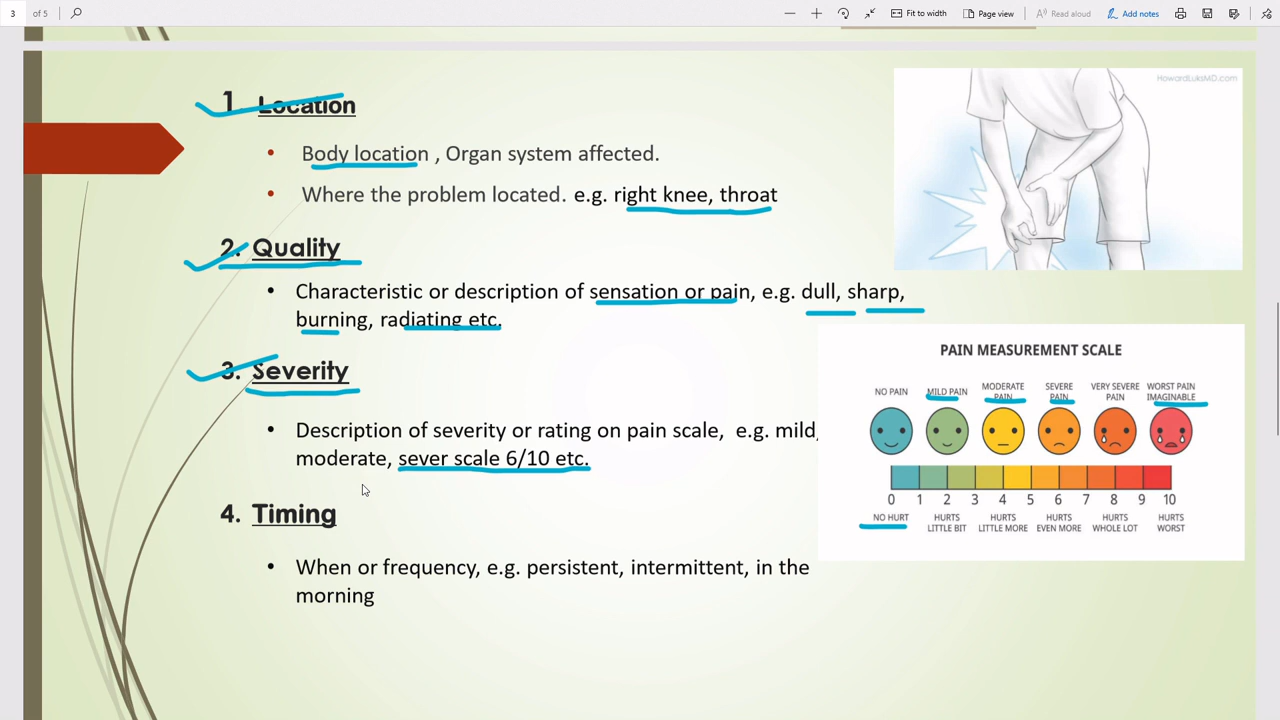 3 of 5
Fit to width
Page view
Read aloud
Add notes
1. Location
• Body location , Organ system affected.
• Where the problem located. e.g. right knee, throat
2. Quality
• Characteristic or description of sensation or pain, e.g. dull, sharp,
burning, radiating etc.
3. Severity
• Description of severity or rating on pain scale, e.g. mild,
moderate, sever scale 6/10 etc.
4. Timing
• When or frequency, e.g. persistent, intermittent, in the
morning
HowardLuksMD.com
PAIN MEASUREMENT SCALE
NO PAIN
MILD PAIN
MODERATE
PAIN
SEVERE
PAIN
VERY SEVERE
PAIN
WORST PAIN
IMAGINABLE
0 1 2 3 4 5 6 7 8 9 10
NO HURT
HURTS
LITTLE BIT
HURTS
LITTLE MORE
HURTS
EVEN MORE
HURTS
WHOLE LOT
HURTS
WORST